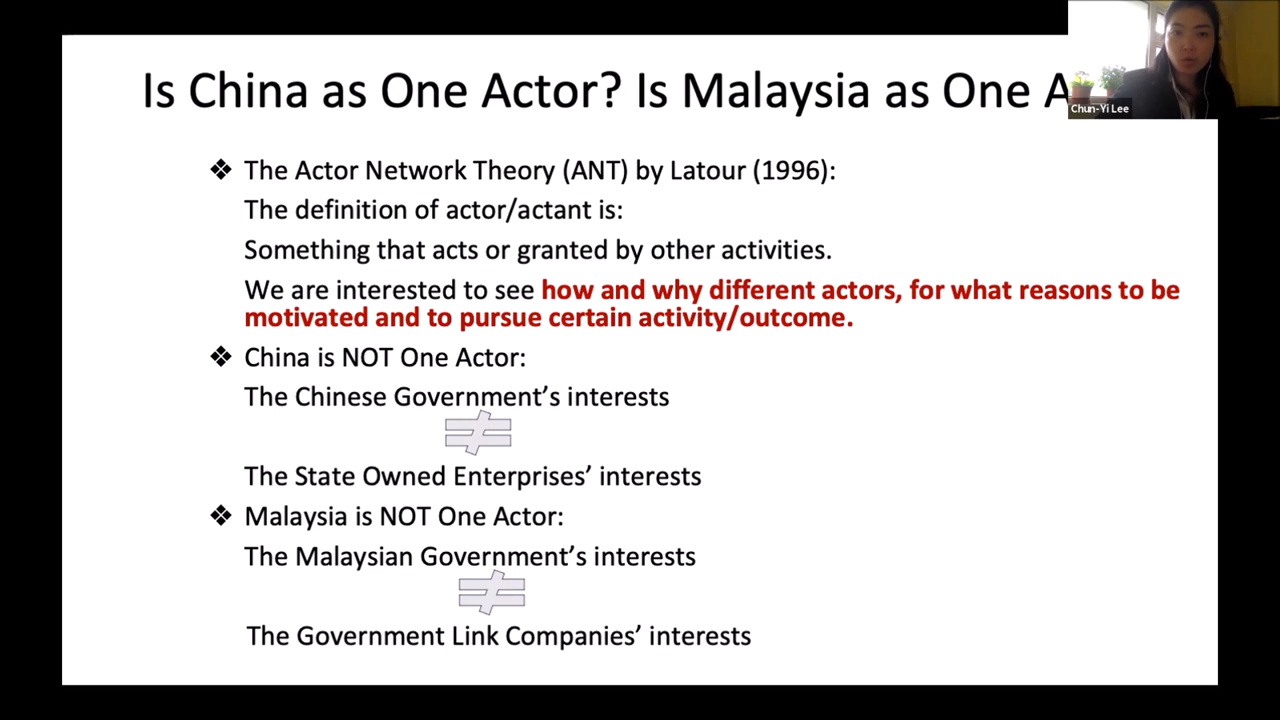 Is China as One Actor? Is Malaysia as One
Chun-Yi Lee
❖ The Actor Network Theory (ANT) by Latour (1996):
The definition of actor/actant is:
Something that acts or granted by other activities.
We are interested to see how and why different actors, for what reasons to be
motivated and to pursue certain activity/outcome.
❖ China is NOT One Actor:
The Chinese Government’s interests
≠
The State Owned Enterprises’ interests
❖ Malaysia is NOT One Actor:
The Malaysian Government’s interests
≠
The Government Link Companies’ interests